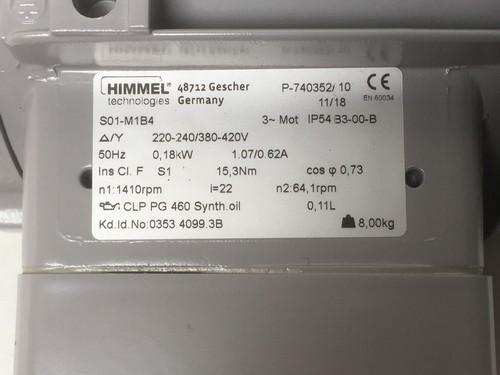 HIMMEL®
technologies
48712 Gescher
Germany
P-740352/ 10
11/18
CE
EN 60034
S01-M1B4 3~ Mot IP54 B3-00-B
Δ/Y 220-240/380-420V
50Hz 0,18kW 1.07/0.62A
Ins Cl. F S1 15,3Nm cos φ 0,73
n1:1410rpm i=22 n2:64,1rpm
CLP PG 460 Synth.oil 0,11L
Kd.Id.No:0353 4099.3B 8,00kg